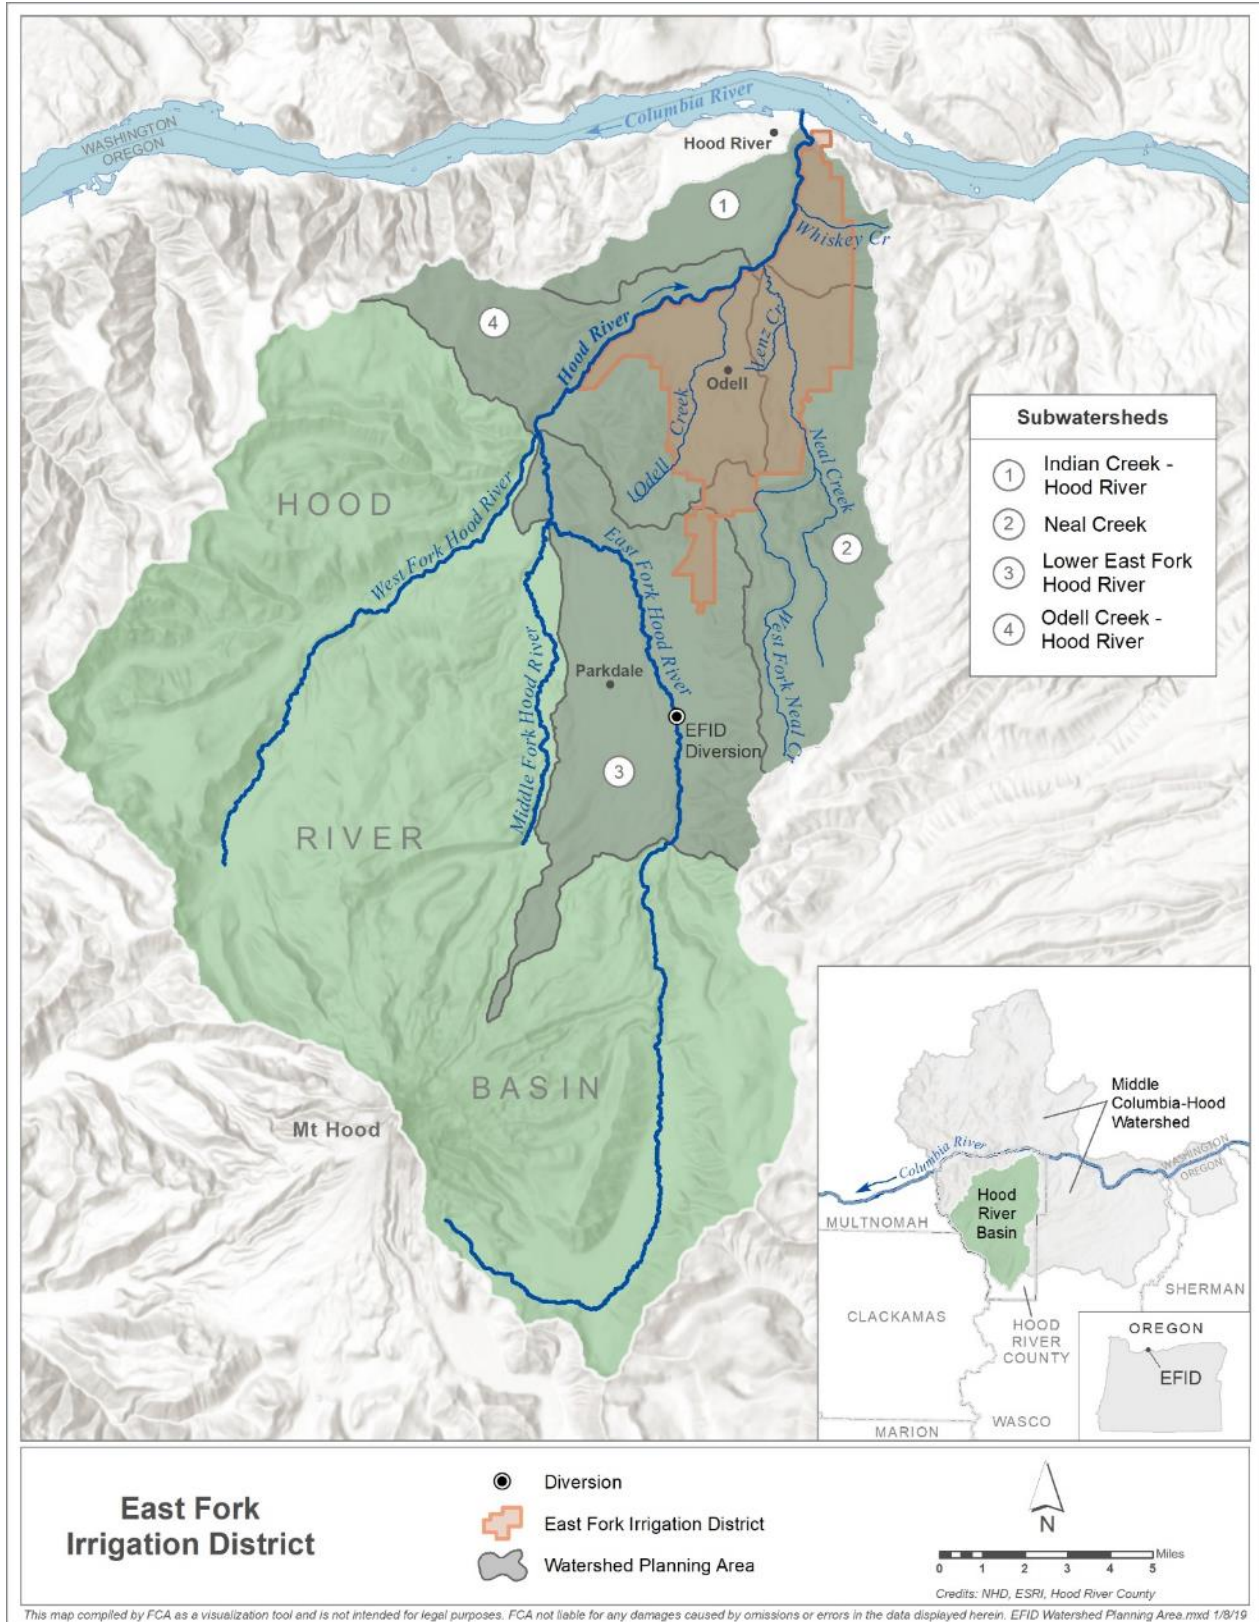 Columbia River
WASHINGTON
OREGON
Hood River
1
Whiskey Cr
4
Hood River
Lenz Cr
Odell
Odell Creek
Neal Creek
HOOD
West Fork Hood River
East Fork Hood River
2
Middle Fork Hood River
West Fork Neal Cr
Parkdale
EFID
Diversion
3
RIVER
BASIN
Mt Hood
Subwatersheds
1 Indian Creek -
Hood River
2 Neal Creek
3 Lower East Fork
Hood River
4 Odell Creek -
Hood River
Middle
Columbia-Hood
Watershed
Columbia River
WASHINGTON
OREGON
Hood
River
Basin
MULTNOMAH
SHERMAN
CLACKAMAS
HOOD
RIVER
COUNTY
WASCO
MARION
OREGON
EFID
East Fork
Irrigation District
Diversion
East Fork Irrigation District
Watershed Planning Area
N
Miles
0 1 2 3 4 5
Credits: NHD, ESRI, Hood River County
This map compiled by FCA as a visualization tool and is not intended for legal purposes. FCA not liable for any damages caused by omissions or errors in the data displayed herein. EFID Watershed Planning Area.mxd 1/8/19